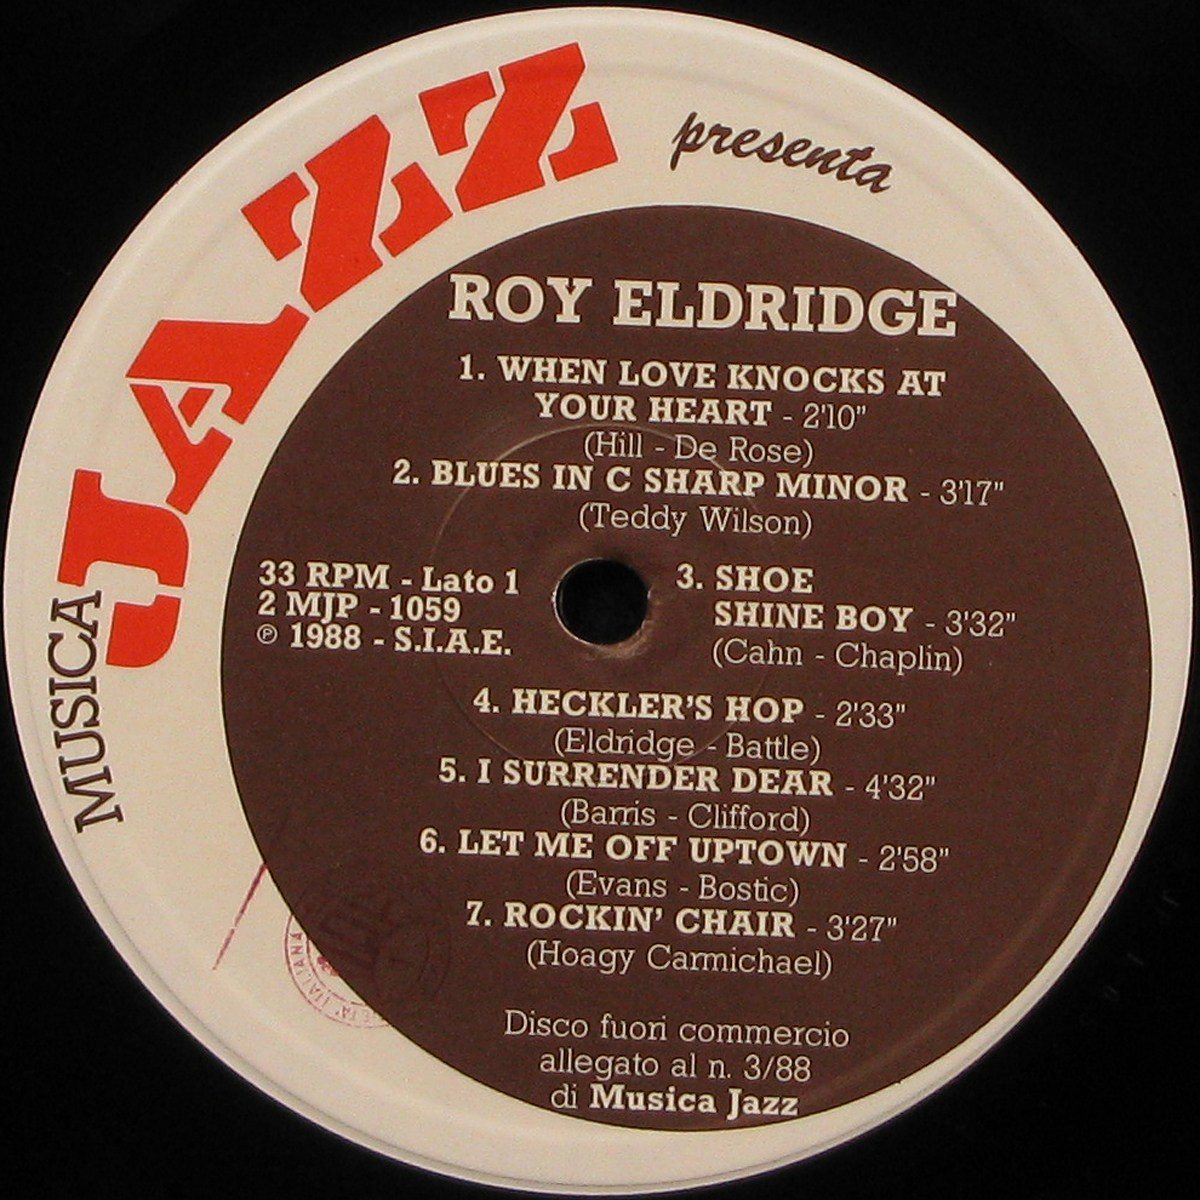 MUSICA JAZZ presenta
ROY ELDRIDGE
1. WHEN LOVE KNOCKS AT
YOUR HEART - 2'10"
(Hill - De Rose)
2. BLUES IN C SHARP MINOR - 3'17"
(Teddy Wilson)
33 RPM - Lato 1
2 MJP - 1059
℗ 1988 - S.I.A.E.
3. SHOE
SHINE BOY - 3'32"
(Cahn - Chaplin)
4. HECKLER'S HOP - 2'33"
(Eldridge - Battle)
5. I SURRENDER DEAR - 4'32"
(Barris - Clifford)
6. LET ME OFF UPTOWN - 2'58"
(Evans - Bostic)
7. ROCKIN' CHAIR - 3'27"
(Hoagy Carmichael)
Disco fuori commercio
allegato al n. 3/88
di Musica Jazz
ITALIANA